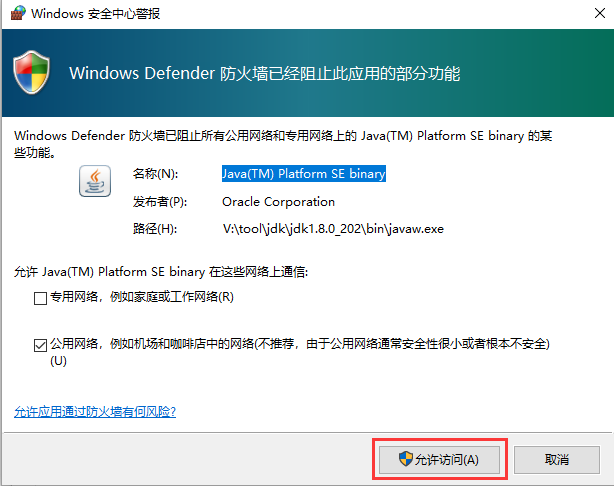 Windows 安全中心警报
Windows Defender 防火墙已经阻止此应用的部分功能
Windows Defender 防火墙已阻止所有公用网络和专用网络上的 Java(TM) Platform SE binary 的某
些功能。
名称(N): Java(TM) Platform SE binary
发布者(P): Oracle Corporation
路径(H): V:\tool\jdk\jdk1.8.0_202\bin\javaw.exe
允许 Java(TM) Platform SE binary 在这些网络上通信:
专用网络，例如家庭或工作网络(R)
公用网络，例如机场和咖啡店中的网络(不推荐，由于公用网络通常安全性很小或者根本不安全)
(U)
允许应用通过防火墙有何风险?
允许访问(A)
取消